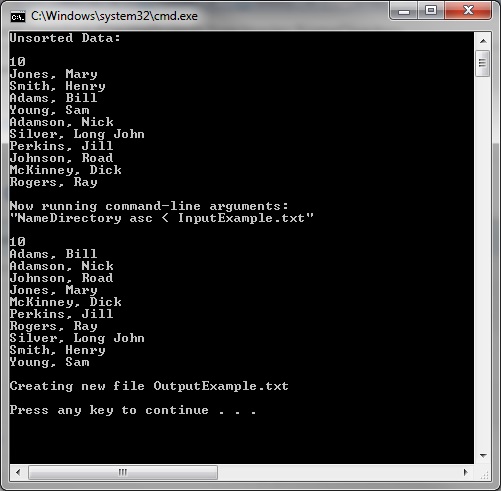 C:\Windows\system32\cmd.exe
Unsorted Data:
10
Jones, Mary
Smith, Henry
Adams, Bill
Young, Sam
Adamson, Nick
Silver, Long John
Perkins, Jill
Johnson, Road
McKinney, Dick
Rogers, Ray
Now running command-line arguments:
"NameDirectory asc < InputExample.txt"
10
Adams, Bill
Adamson, Nick
Johnson, Road
Jones, Mary
McKinney, Dick
Perkins, Jill
Rogers, Ray
Silver, Long John
Smith, Henry
Young, Sam
Creating new file OutputExample.txt
Press any key to continue . . .